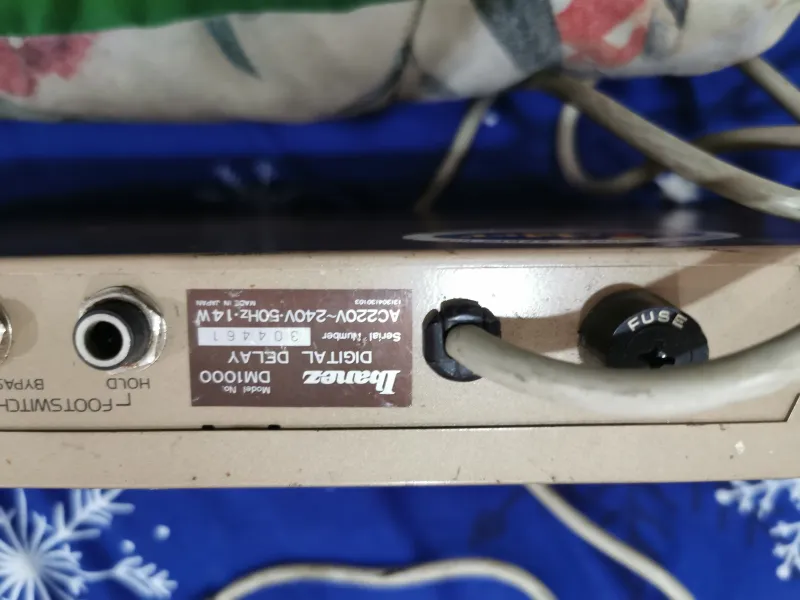 Ibanez
Model No.
DM1000
DIGITAL DELAY
Serial Number 304461
AC220V~240V·50Hz·14W
MADE IN JAPAN
FOOTSWITCH
HOLD
BYPAS
FUSE